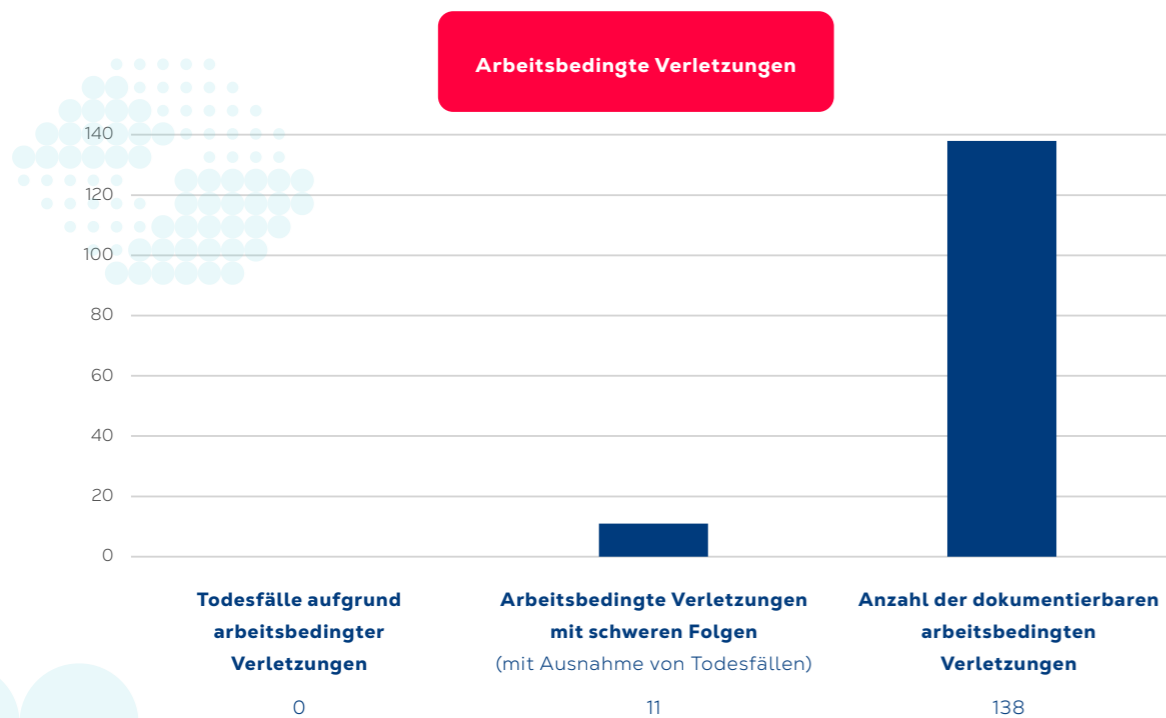 Arbeitsbedingte Verletzungen
140
120
100
80
60
40
20
0
Todesfälle aufgrund
arbeitsbedingter
Verletzungen
0
Arbeitsbedingte Verletzungen
mit schweren Folgen
(mit Ausnahme von Todesfällen)
11
Anzahl der dokumentierbaren
arbeitsbedingten
Verletzungen
138